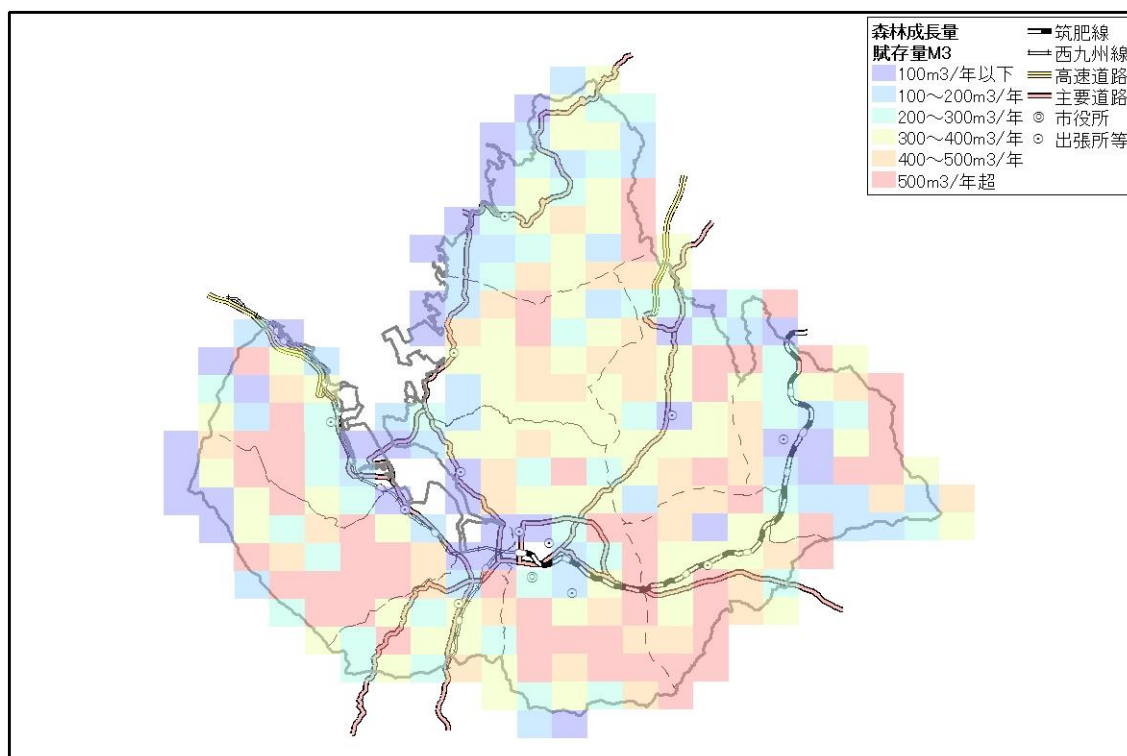 森林成長量
賦存量M3
100m3/年以下
100～200m3/年
200～300m3/年
300～400m3/年
400～500m3/年
500m3/年超
筑肥線
西九州線
高速道路
主要道路
市役所
出張所等